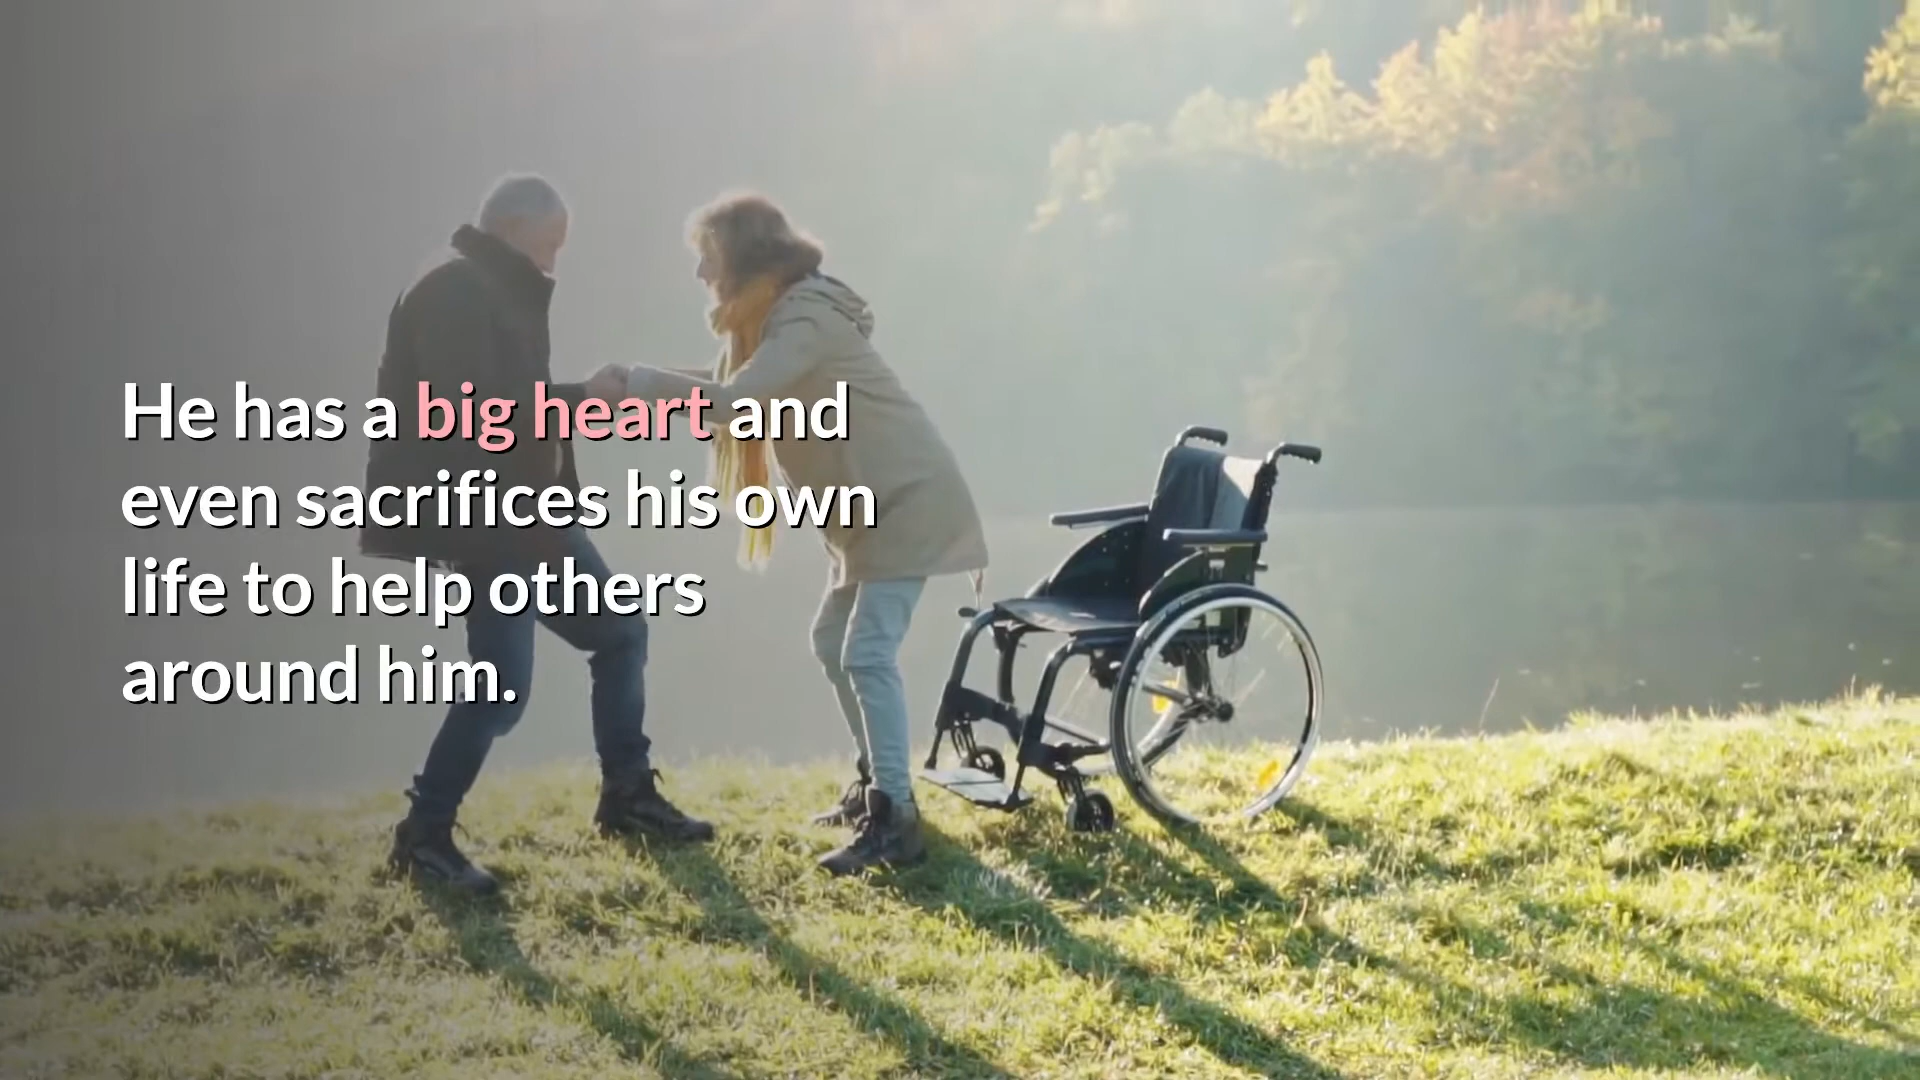 He has a big heart and
even sacrifices his own
life to help others
around him.